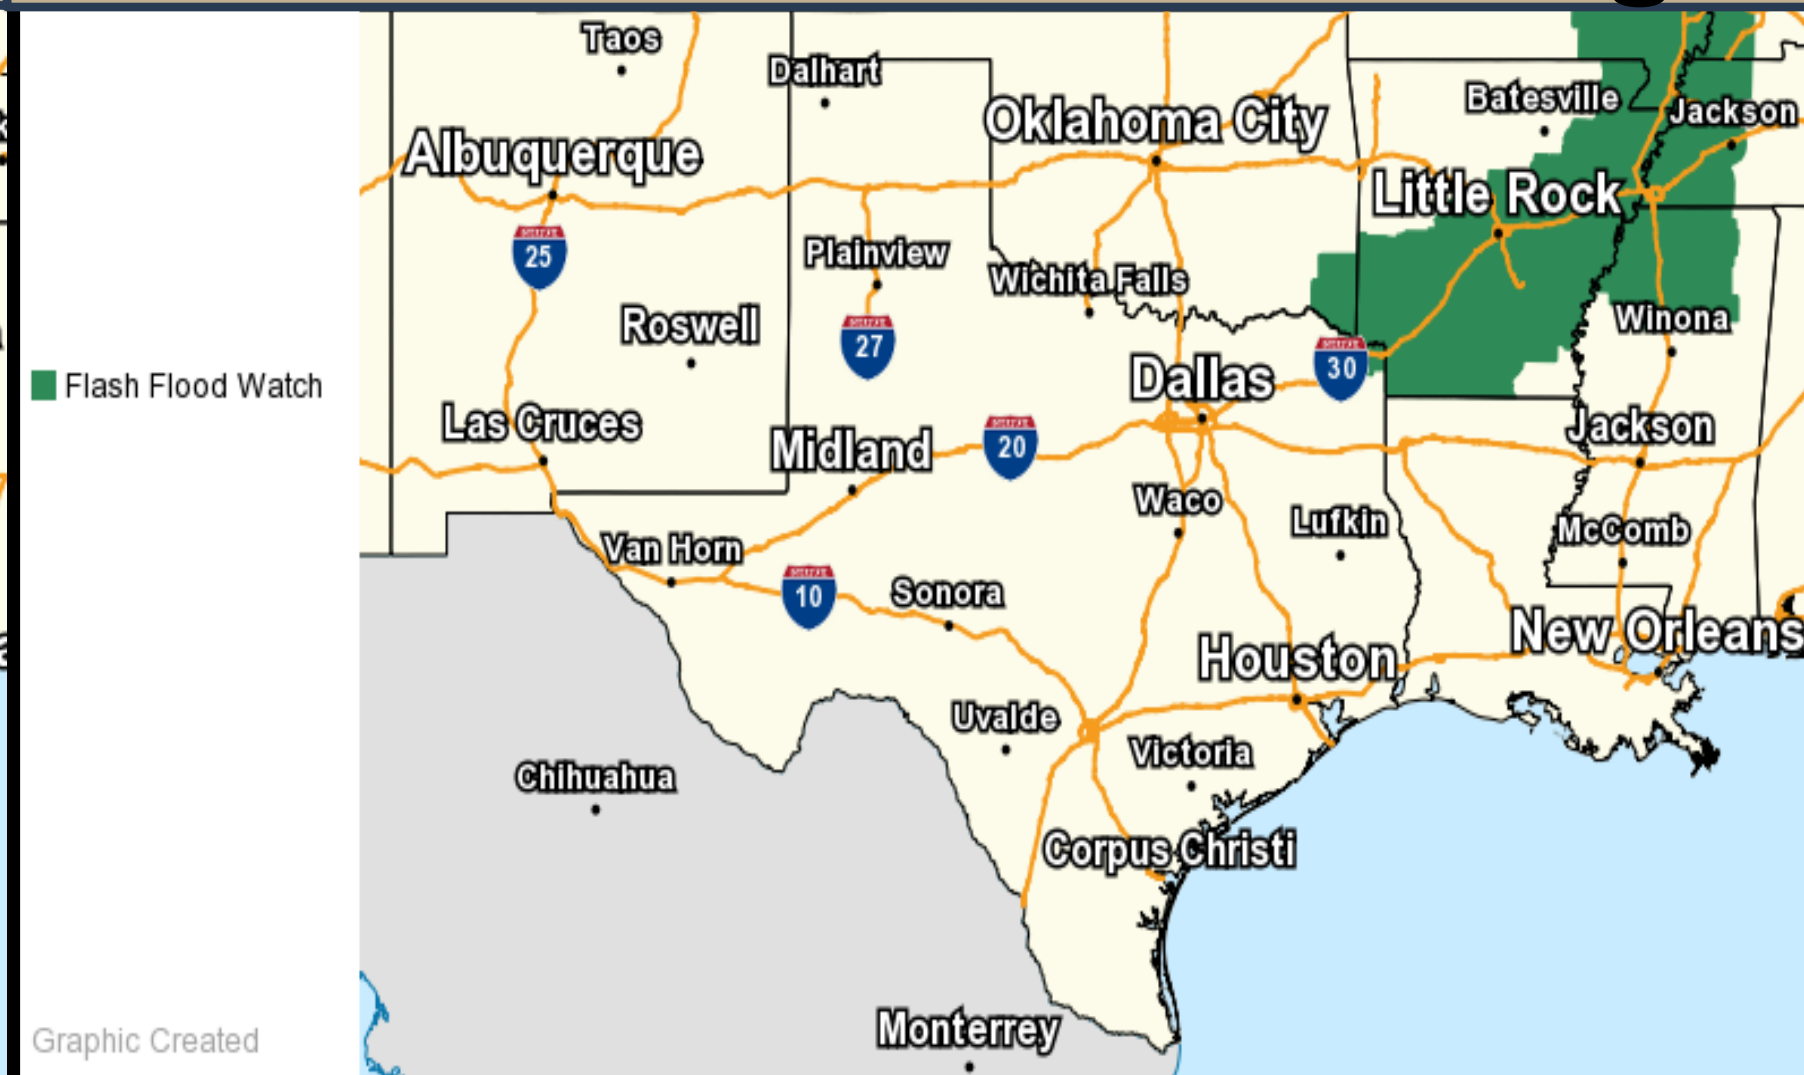 Taos
Dalhart
Batesville
Jackson
Oklahoma City
Albuquerque
Little Rock
25
Plainview
Wichita Falls
Roswell
27
Winona
30
Dallas
Flash Flood Watch
Las Cruces
Midland
20
Jackson
Waco
Lufkin
McComb
Van Horn
10
Sonora
New Orleans
Houston
Uvalde
Victoria
Chihuahua
Corpus Christi
Monterrey
Graphic Created